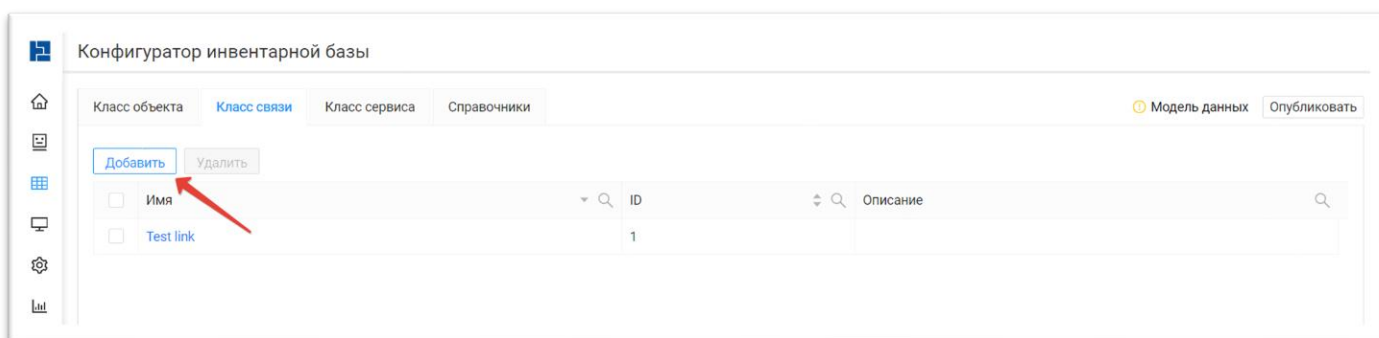 Конфигуратор инвентарной базы
Класс объекта Класс связи Класс сервиса Справочники Модель данных Опубликовать
Добавить Удалить
Имя ID Описание
Test link 1